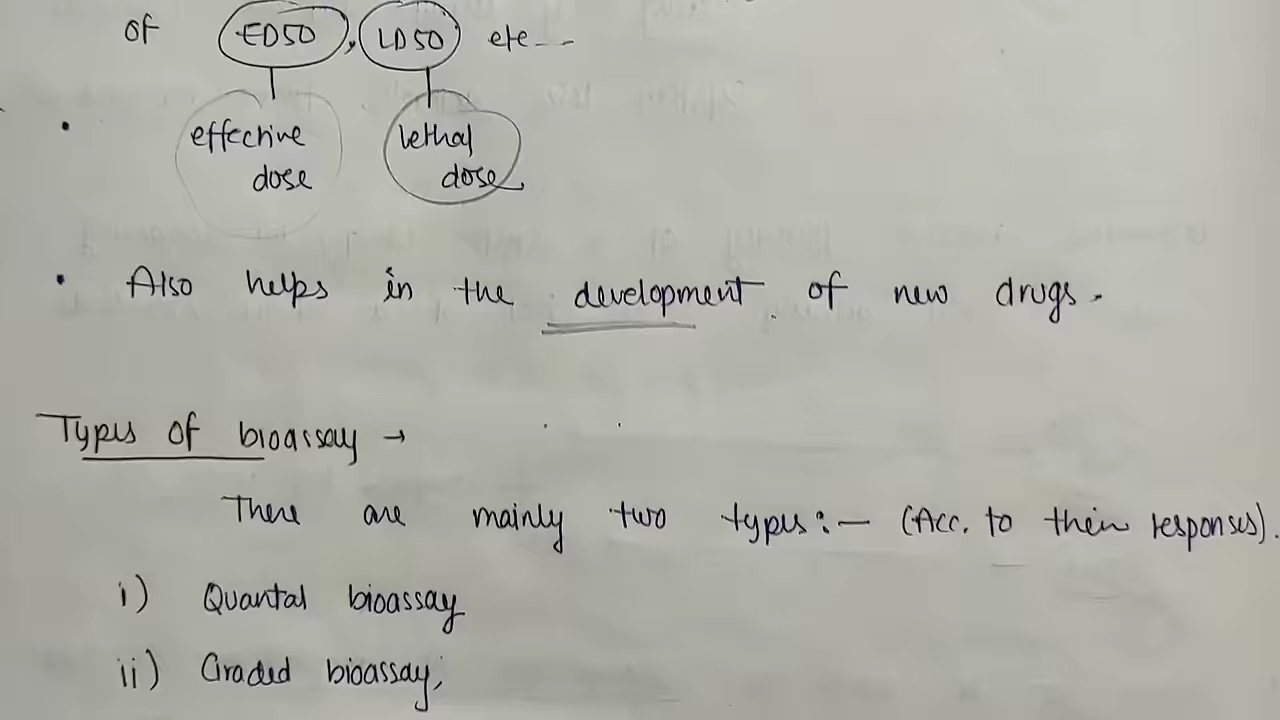 of ED50, LD50 etc--
effective lethal
dose dose
• Also helps in the development of new drugs.
Types of bioassay →
There are mainly two types:- (Acc. to their responses).
i) Quantal bioassay
ii) Graded bioassay,